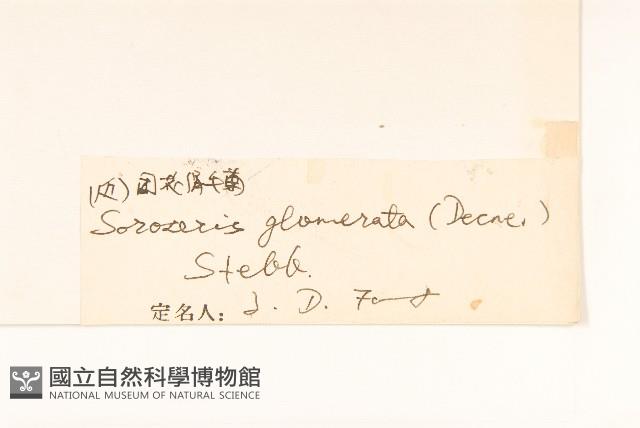 团花绢毛菊
Soroseris glomerata (Decne.)
Stebb.
定名人: D.
國立自然科學博物館
NATIONAL MUSEUM OF NATURAL SCIENCE